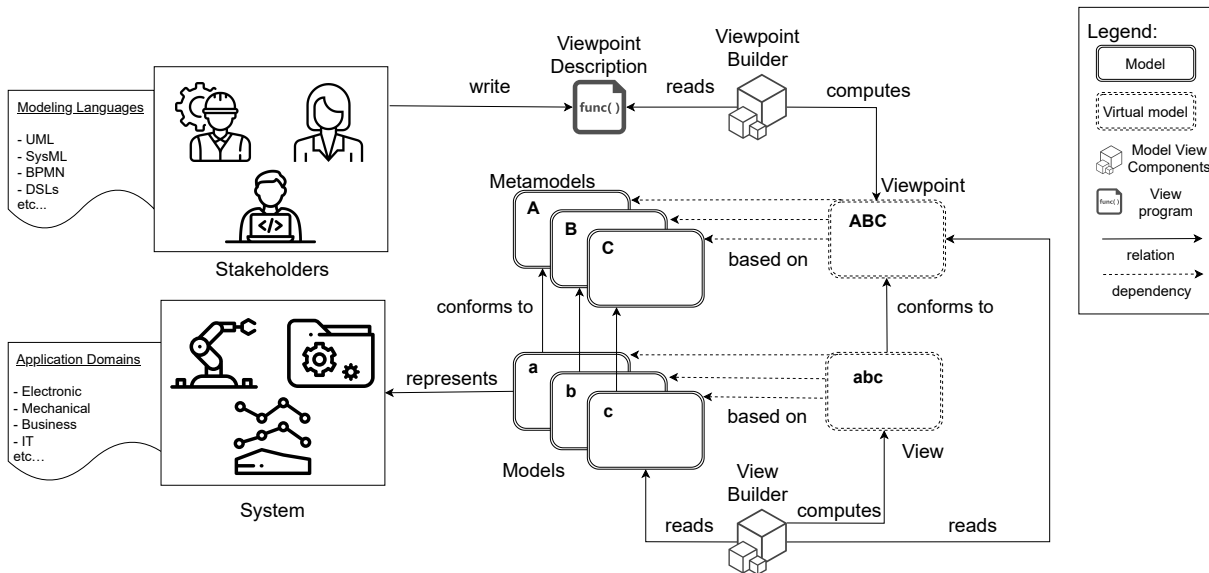 Modeling Languages
- UML
- SysML
- BPMN
- DSLs
etc...
Stakeholders
write
Viewpoint
Description
func( )
reads
Viewpoint
Builder
computes
Legend:
Model
Virtual model
Model View
Components
func( )
View
program
relation
dependency
Metamodels
A
B
C
based on
Viewpoint
ABC
conforms to
conforms to
Application Domains
- Electronic
- Mechanical
- Business
- IT
etc...
System
represents
a
b
c
Models
based on
abc
View
View
Builder
reads
computes
reads